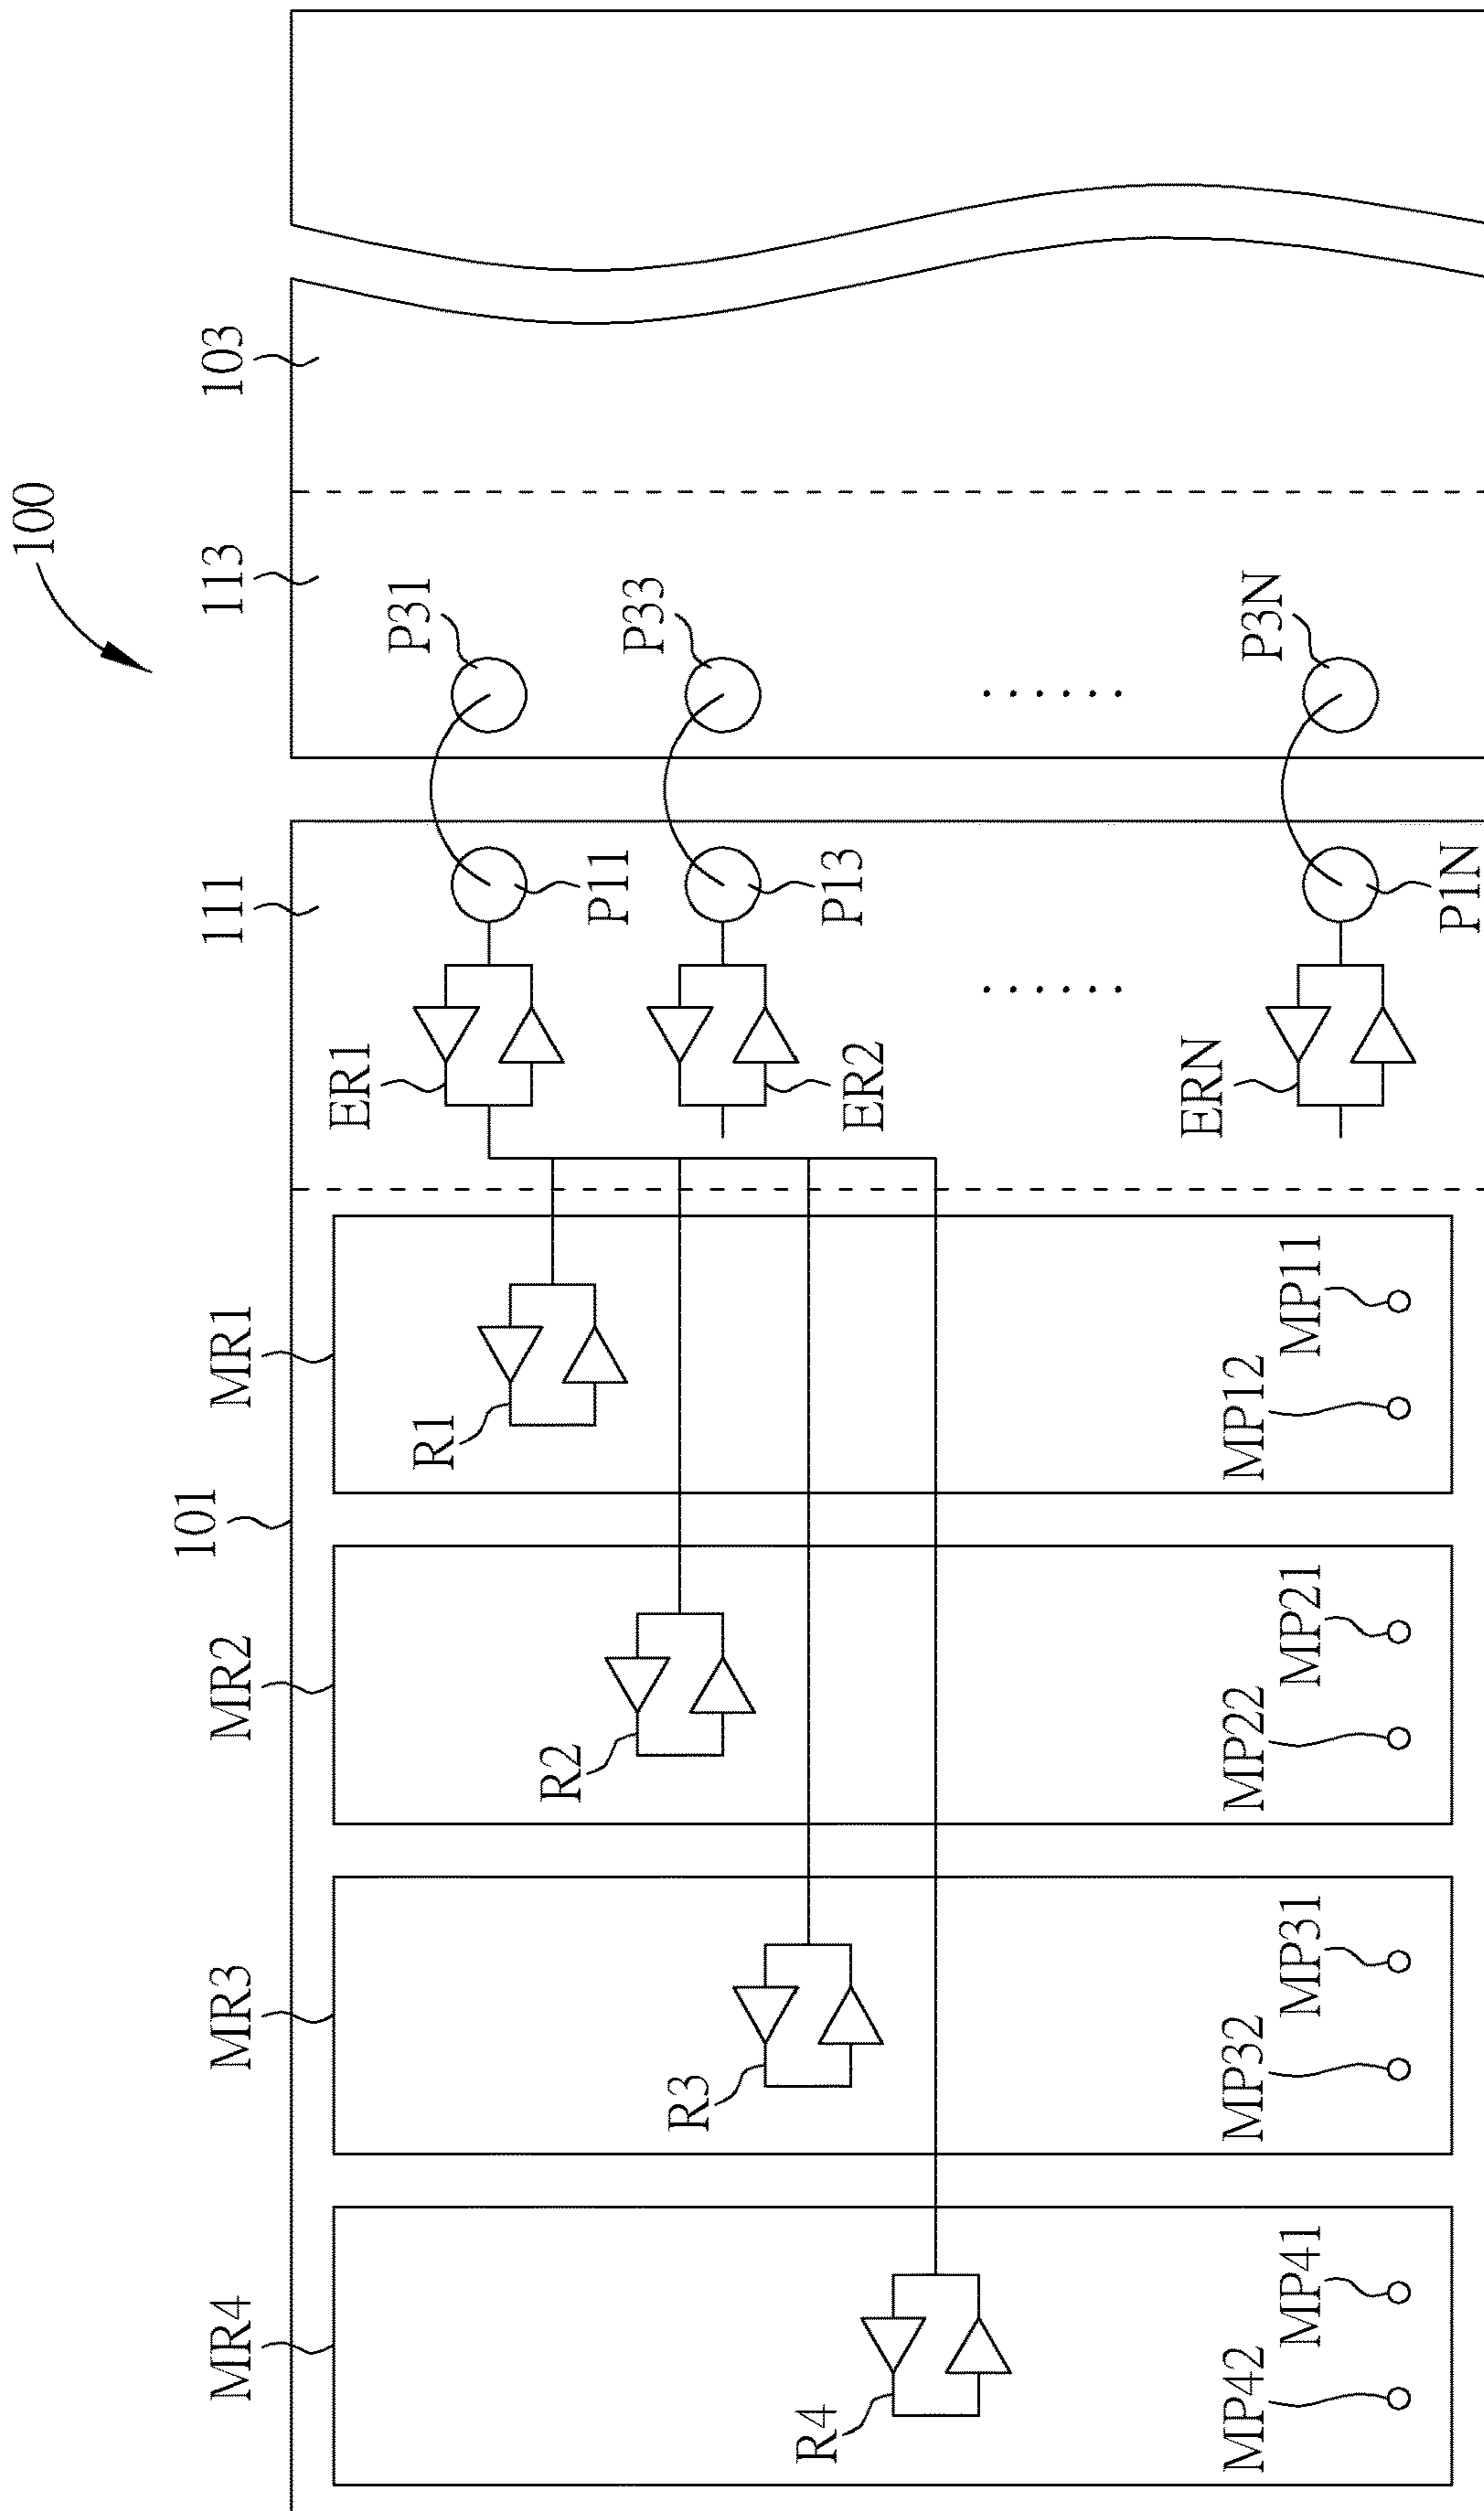 100
MR4
MR3
MR2
101
MR1
111
113
103
ER1
P31
R1
P11
P33
R2
ER2
P13
R3
R4
MP42
MP41
MP32
MP31
MP22
MP21
MP12
MP11
ERN
P3N
P1N